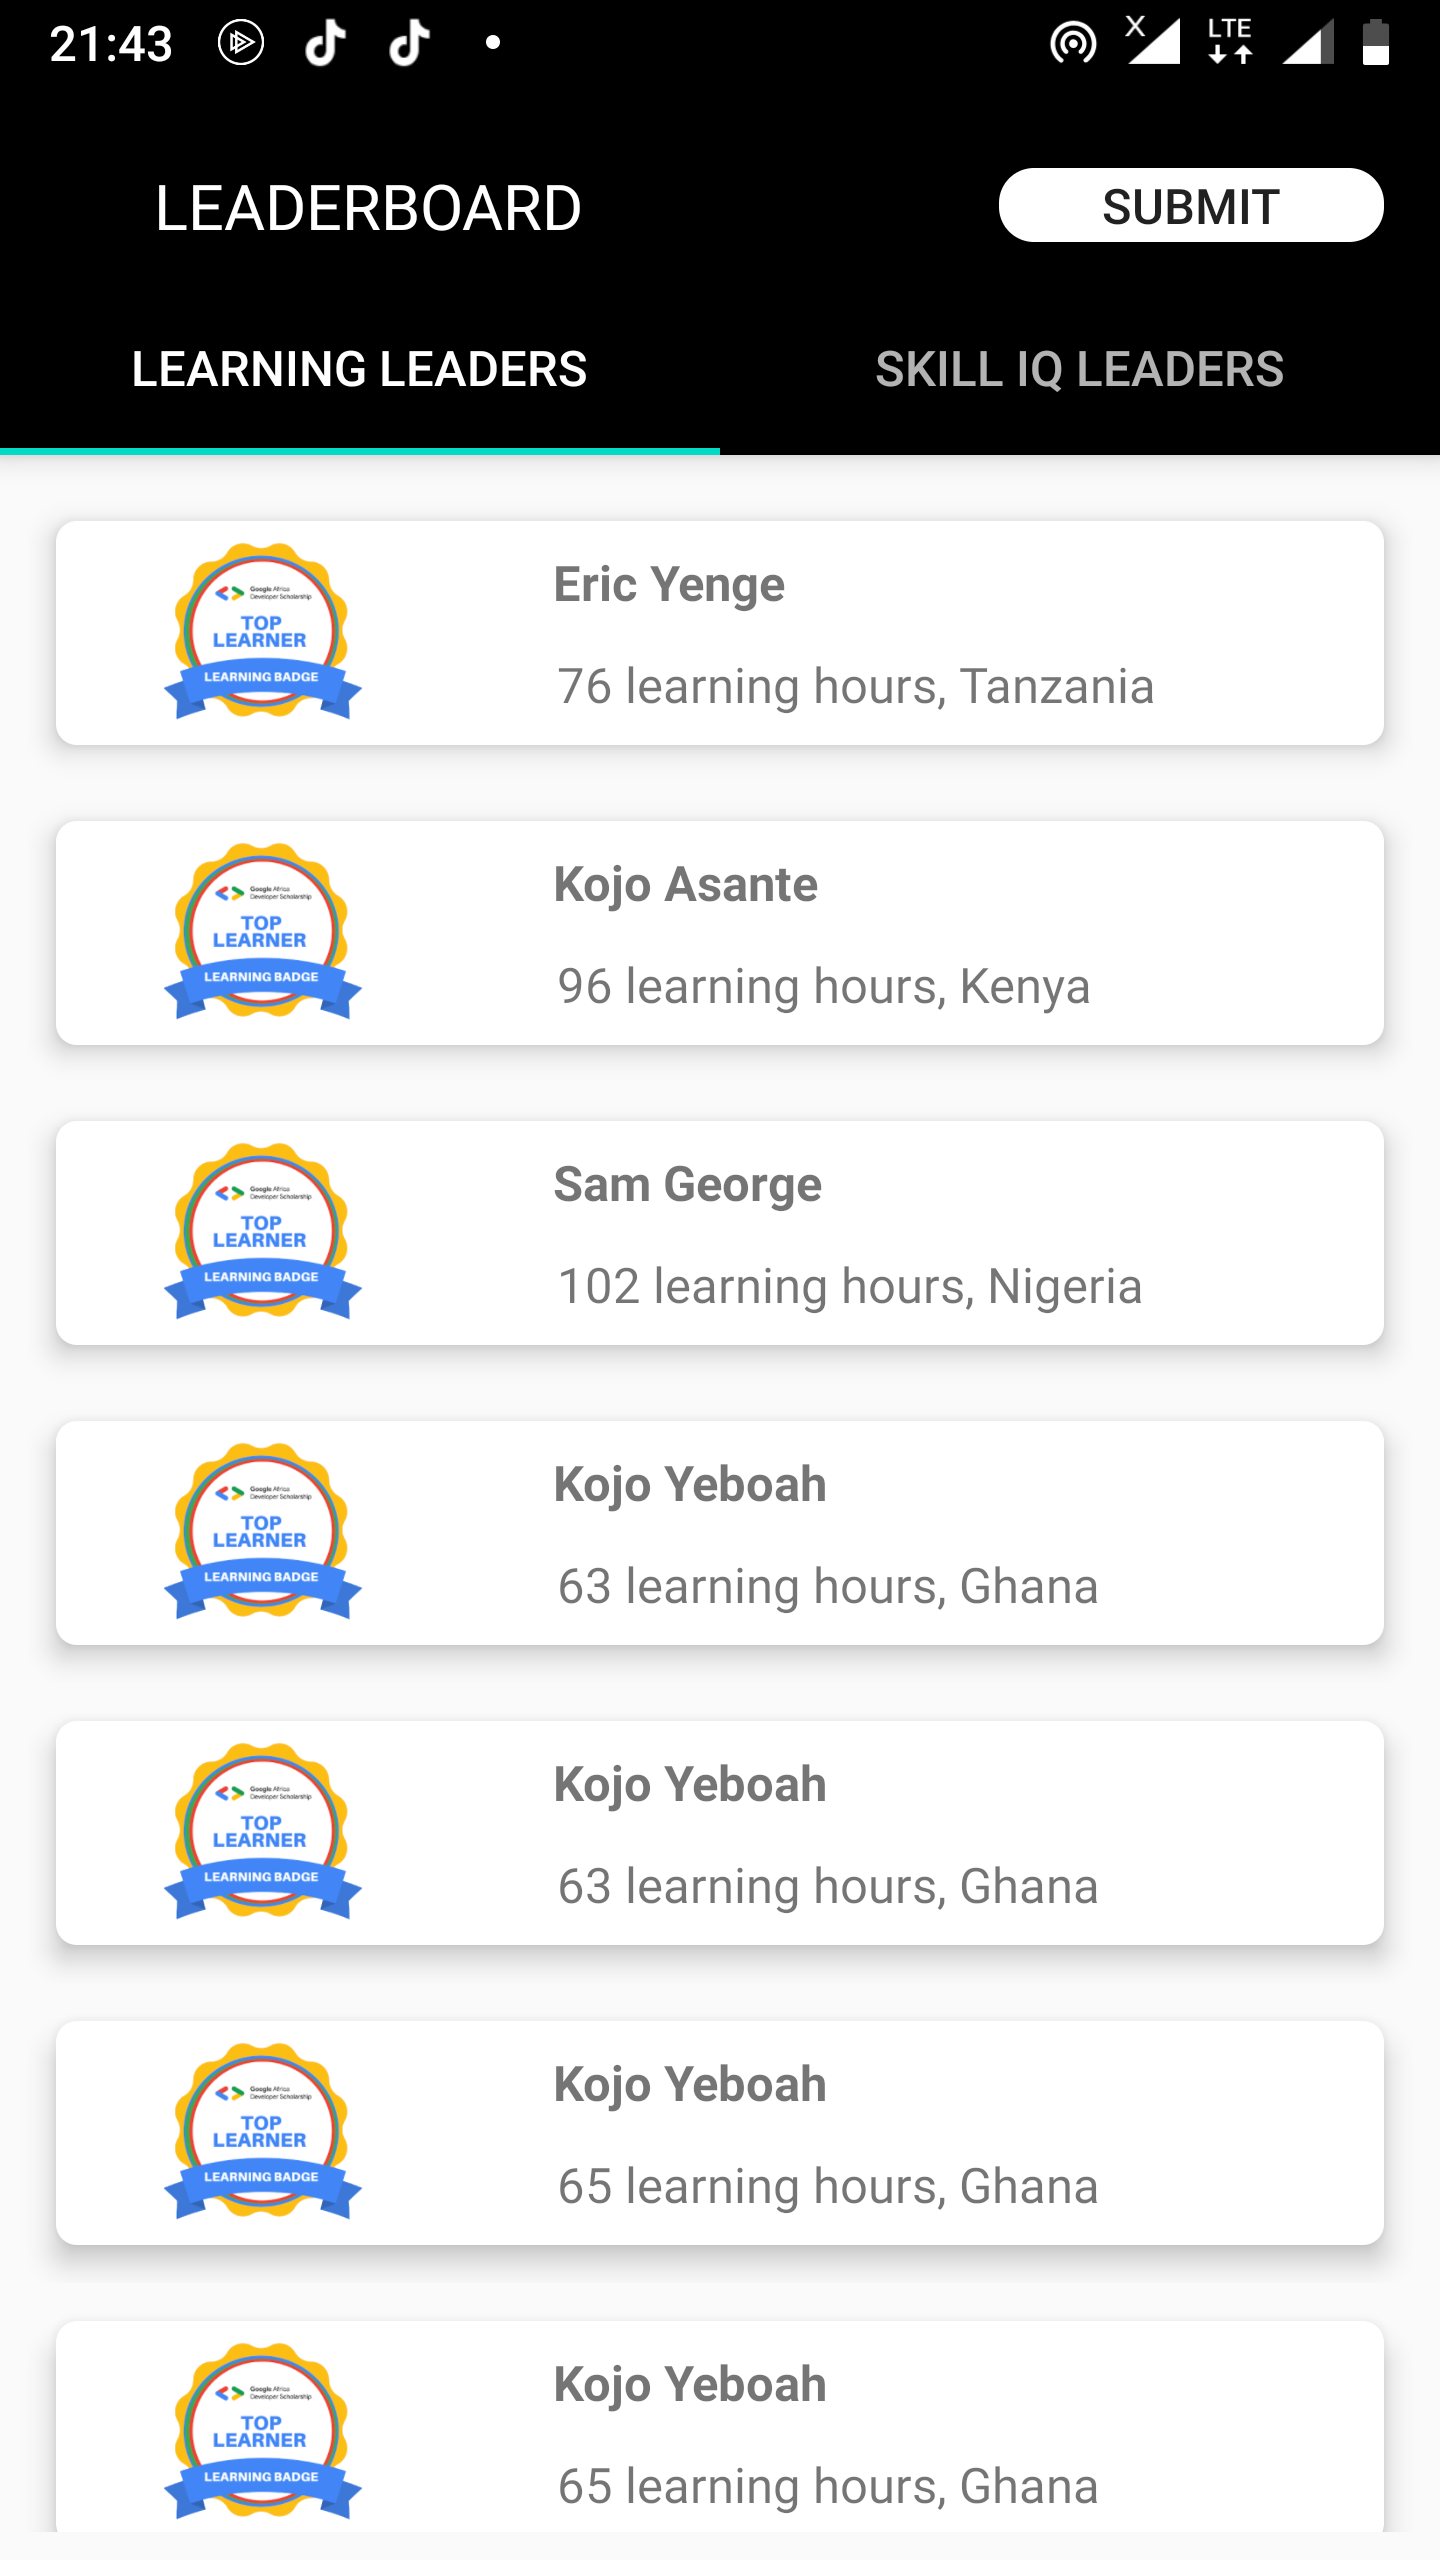 21:43
X
LTE
LEADERBOARD
SUBMIT
LEARNING LEADERS
SKILL IQ LEADERS
Google Africa
Developer Scholarship
TOP
LEARNER
LEARNING BADGE
Eric Yenge
76 learning hours, Tanzania
Google Africa
Developer Scholarship
TOP
LEARNER
LEARNING BADGE
Kojo Asante
96 learning hours, Kenya
Google Africa
Developer Scholarship
TOP
LEARNER
LEARNING BADGE
Sam George
102 learning hours, Nigeria
Google Africa
Developer Scholarship
TOP
LEARNER
LEARNING BADGE
Kojo Yeboah
63 learning hours, Ghana
Google Africa
Developer Scholarship
TOP
LEARNER
LEARNING BADGE
Kojo Yeboah
63 learning hours, Ghana
Google Africa
Developer Scholarship
TOP
LEARNER
LEARNING BADGE
Kojo Yeboah
65 learning hours, Ghana
Google Africa
Developer Scholarship
TOP
LEARNER
LEARNING BADGE
Kojo Yeboah
65 learning hours, Ghana